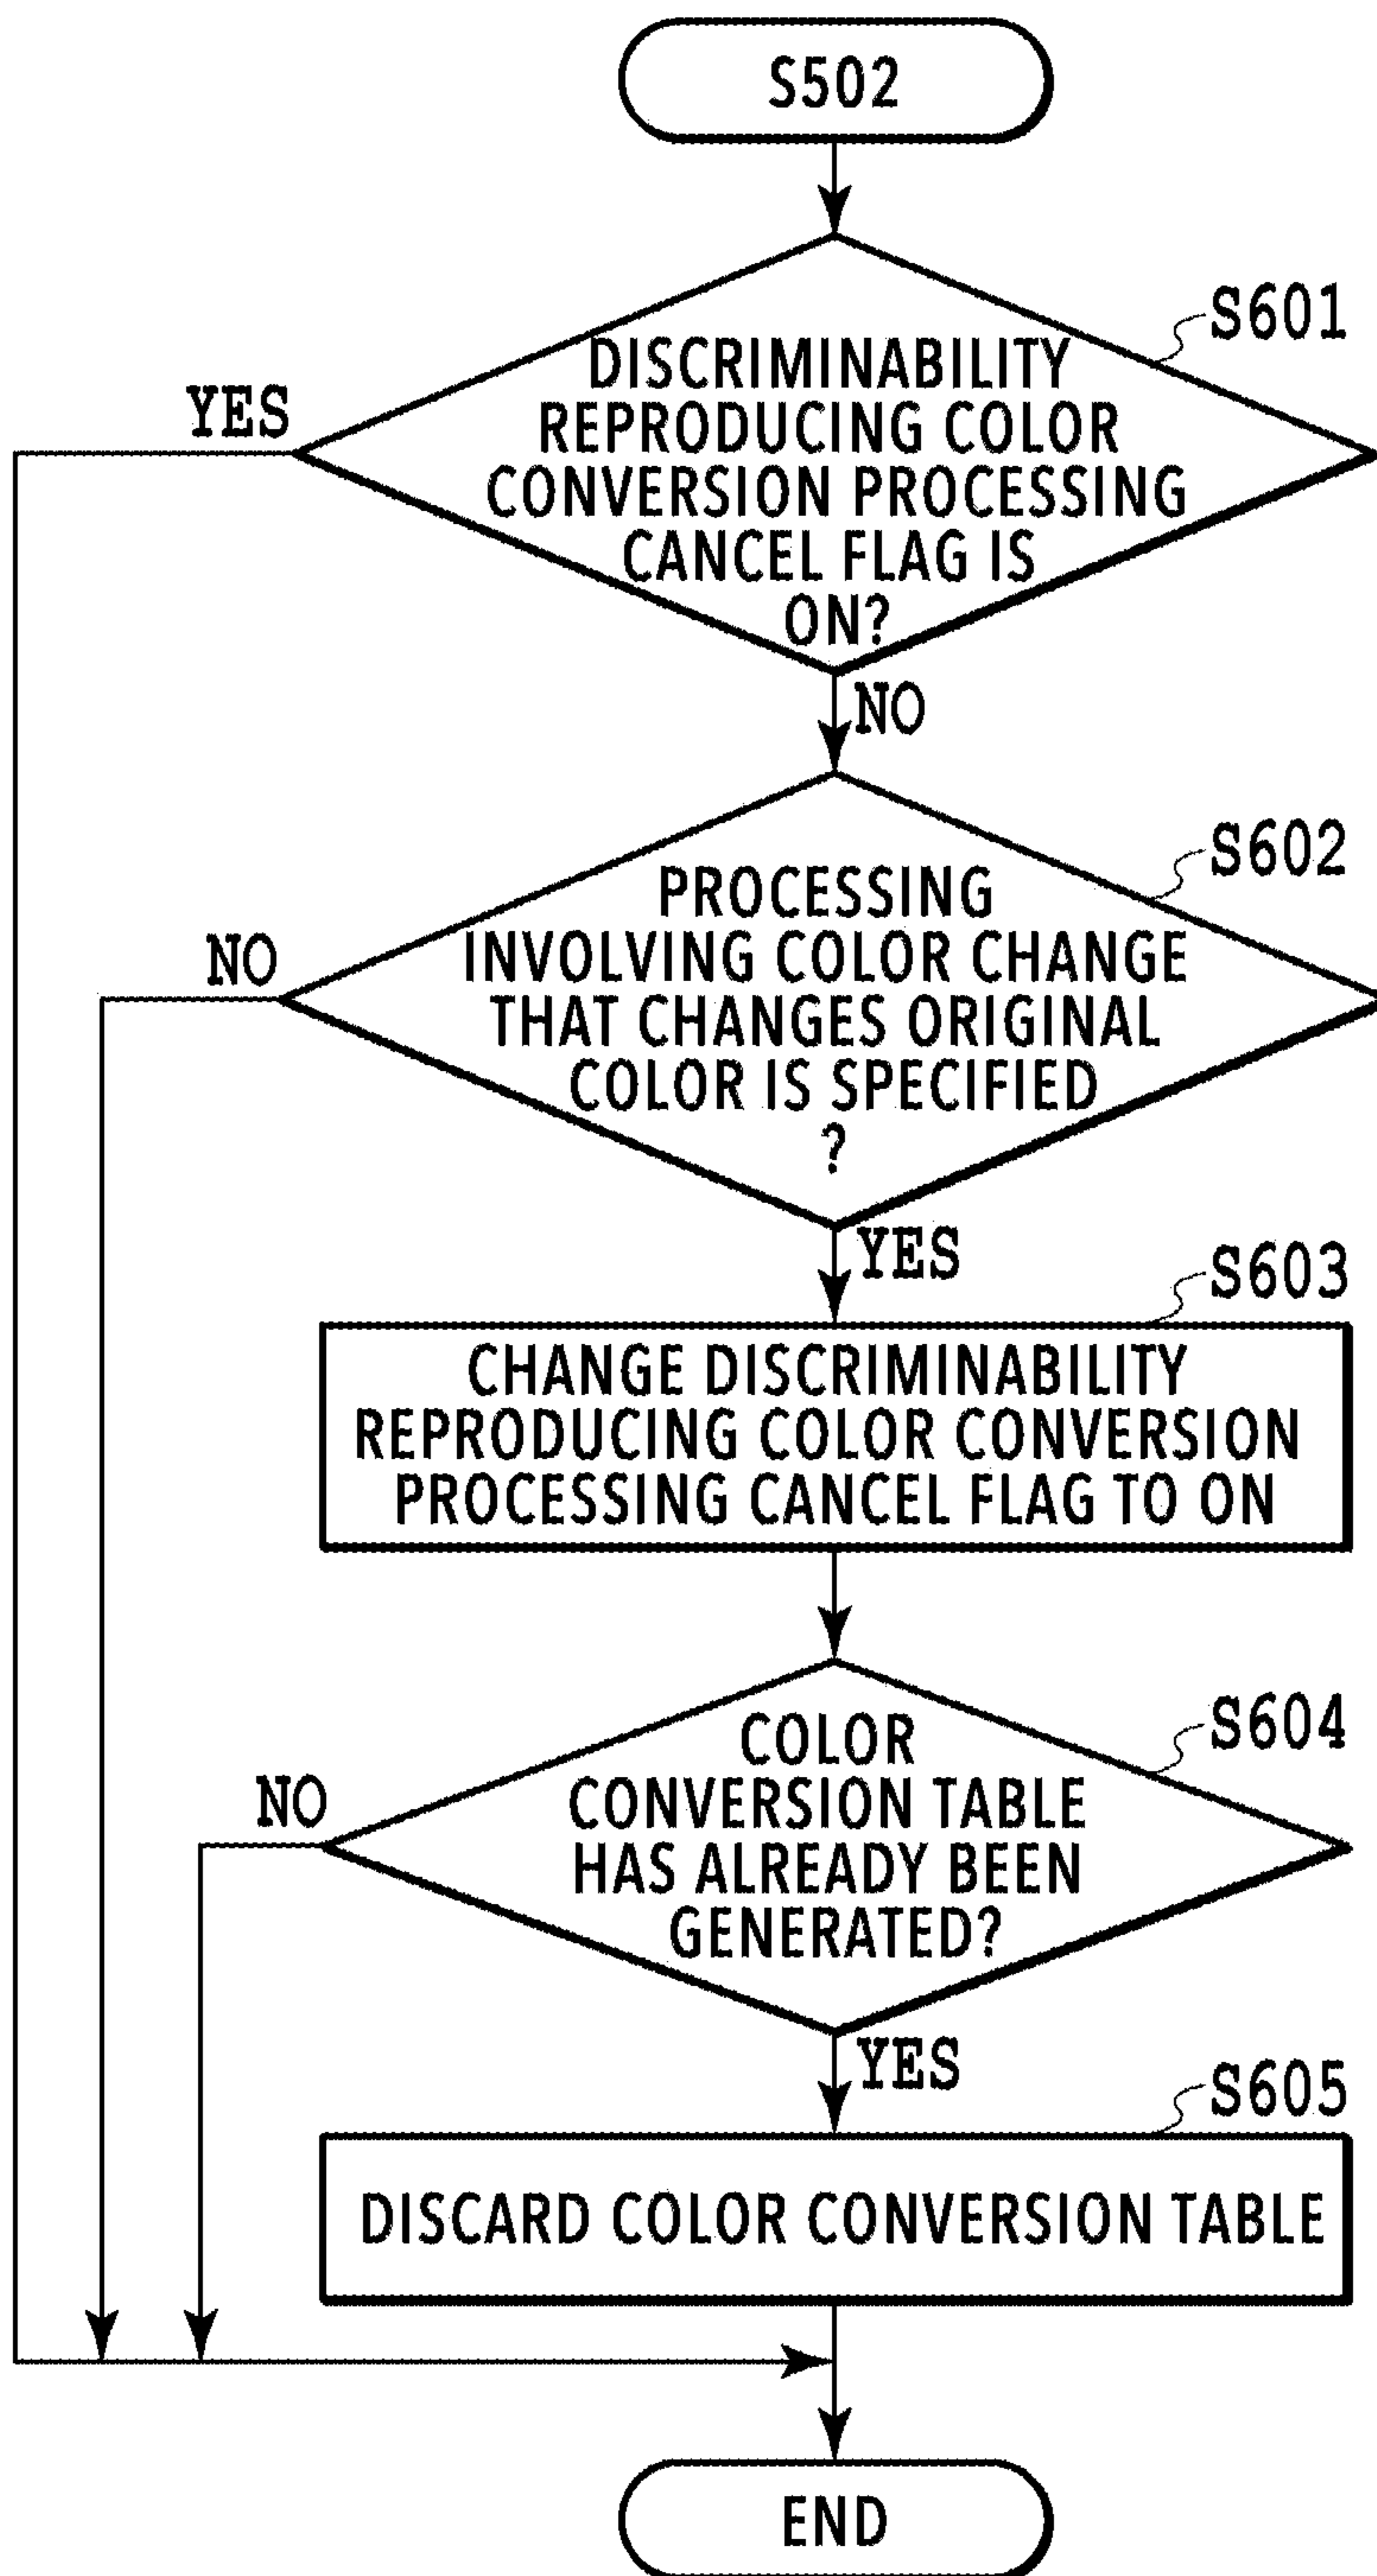 S502
S601
DISCRIMINABILITY
YES
REPRODUCING COLOR
CONVERSION PROCESSING
CANCEL FLAG IS
ON?
NO
S602
PROCESSING
NO
INVOLVING COLOR CHANGE
THAT CHANGES ORIGINAL
COLOR IS SPECIFIED
?
YES
S603
CHANGE DISCRIMINABILITY
REPRODUCING COLOR CONVERSION
PROCESSING CANCEL FLAG TO ON
S604
COLOR
NO
CONVERSION TABLE
HAS ALREADY BEEN
GENERATED?
YES
S605
DISCARD COLOR CONVERSION TABLE
END